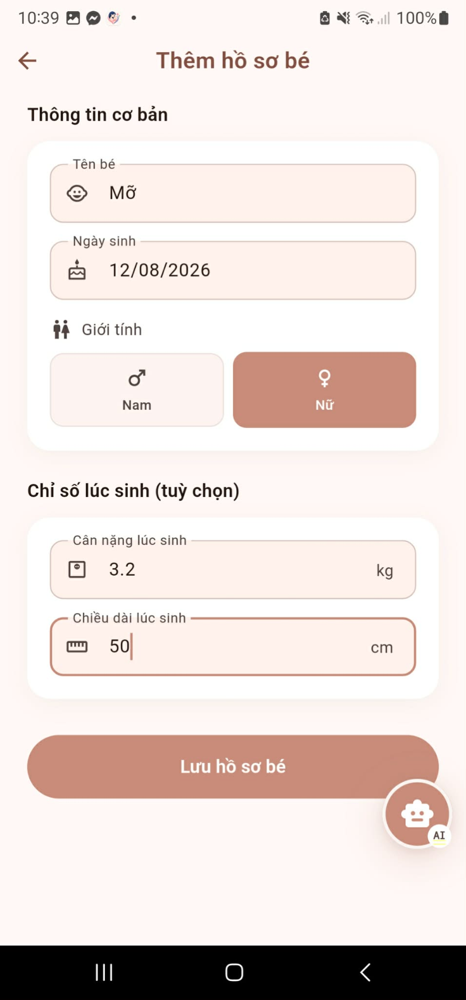 10:39
100%
Thêm hồ sơ bé
Thông tin cơ bản
Tên bé
Mỡ
Ngày sinh
12/08/2026
Giới tính
Nam
Nữ
Chỉ số lúc sinh (tuỳ chọn)
Cân nặng lúc sinh
3.2 kg
Chiều dài lúc sinh
50 cm
Lưu hồ sơ bé
AI